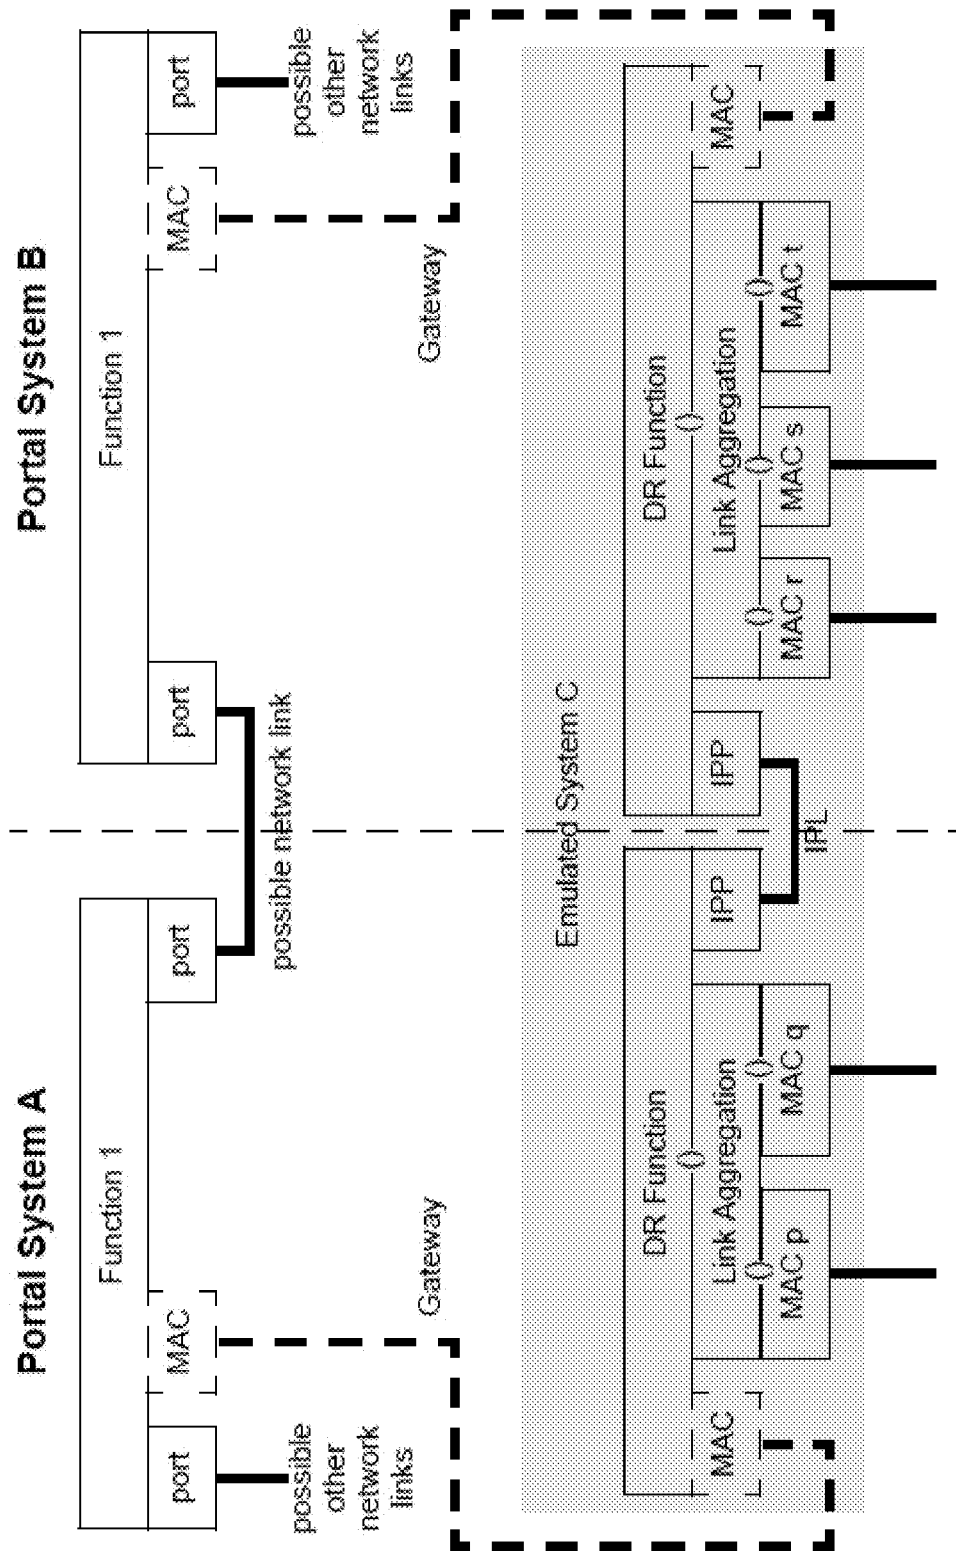 Portal System A
Portal System B
Function 1
Function 1
port
MAC
port
port
MAC
port
possible
other
network
links
possible network link
possible
other
network
links
Gateway
Gateway
Emulated System C
DR Function
DR Function
()
()
MAC
Link Aggregation
IPP
IPP
Link Aggregation
MAC
()
()
()
()
()
MAC p
MAC q
IPL
MAC r
MAC s
MAC t